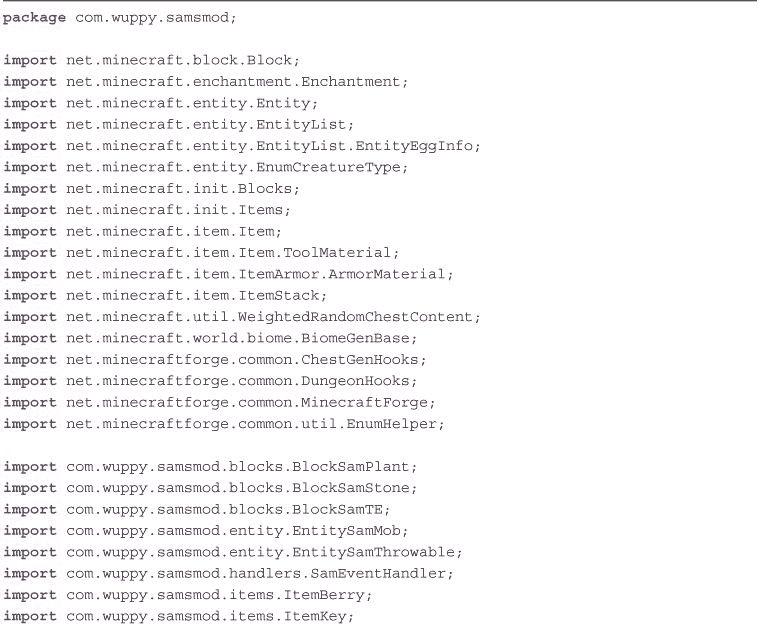 package com.wuppy.samsmod;
import net.minecraft.block.Block;
import net.minecraft.enchantment.Enchantment;
import net.minecraft.entity.Entity;
import net.minecraft.entity.EntityList;
import net.minecraft.entity.EntityList.EntityEggInfo;
import net.minecraft.entity.EnumCreatureType;
import net.minecraft.init.Blocks;
import net.minecraft.init.Items;
import net.minecraft.item.Item;
import net.minecraft.item.Item.ToolMaterial;
import net.minecraft.item.ItemArmor.ArmorMaterial;
import net.minecraft.item.ItemStack;
import net.minecraft.util.WeightedRandomChestContent;
import net.minecraft.world.biome.BiomeGenBase;
import net.minecraftforge.common.ChestGenHooks;
import net.minecraftforge.common.DungeonHooks;
import net.minecraftforge.common.MinecraftForge;
import net.minecraftforge.common.util.EnumHelper;
import com.wuppy.samsmod.blocks.BlockSamPlant;
import com.wuppy.samsmod.blocks.BlockSamStone;
import com.wuppy.samsmod.blocks.BlockSamTE;
import com.wuppy.samsmod.entity.EntitySamMob;
import com.wuppy.samsmod.entity.EntitySamThrowable;
import com.wuppy.samsmod.handlers.SamEventHandler;
import com.wuppy.samsmod.items.ItemBerry;
import com.wuppy.samsmod.items.ItemKey;